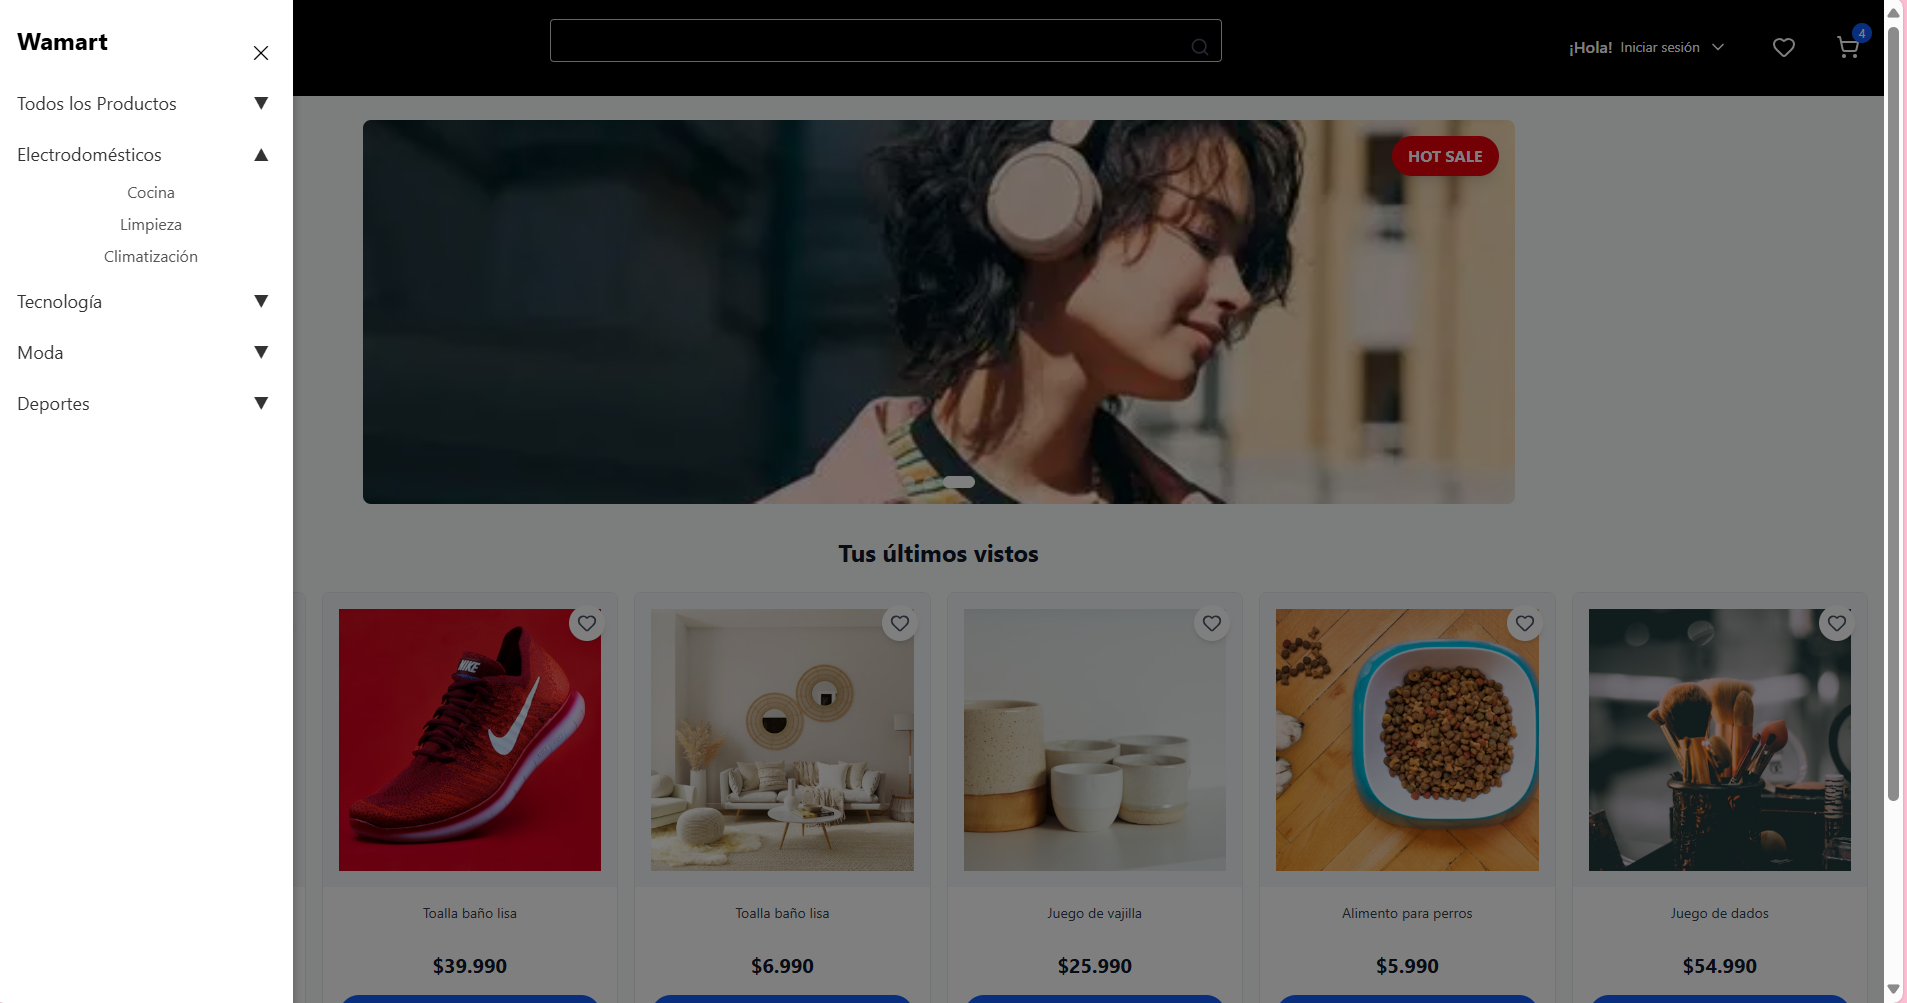 Wamart
¡Hola! Iniciar sesión
4
Todos los Productos
Electrodomésticos
Cocina
Limpieza
Climatización
Tecnología
Moda
Deportes
HOT SALE
Tus últimos vistos
NIKE
Toalla baño lisa
$39.990
Toalla baño lisa
$6.990
Juego de vajilla
$25.990
Alimento para perros
$5.990
Juego de dados
$54.990